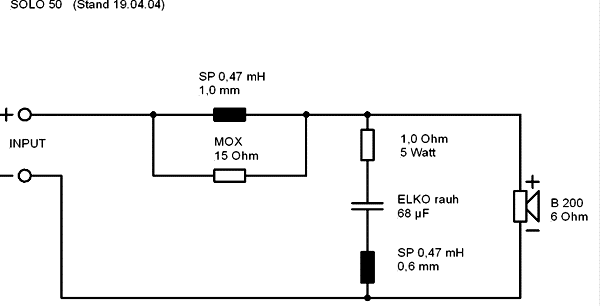 SOLO 50 (Stand 19.04.04)
SP 0,47 mH
1,0 mm
+
INPUT
MOX
15 Ohm
1,0 Ohm
5 Watt
−
ELKO rauh
68 µF
+
B 200
6 Ohm
−
SP 0,47 mH
0,6 mm